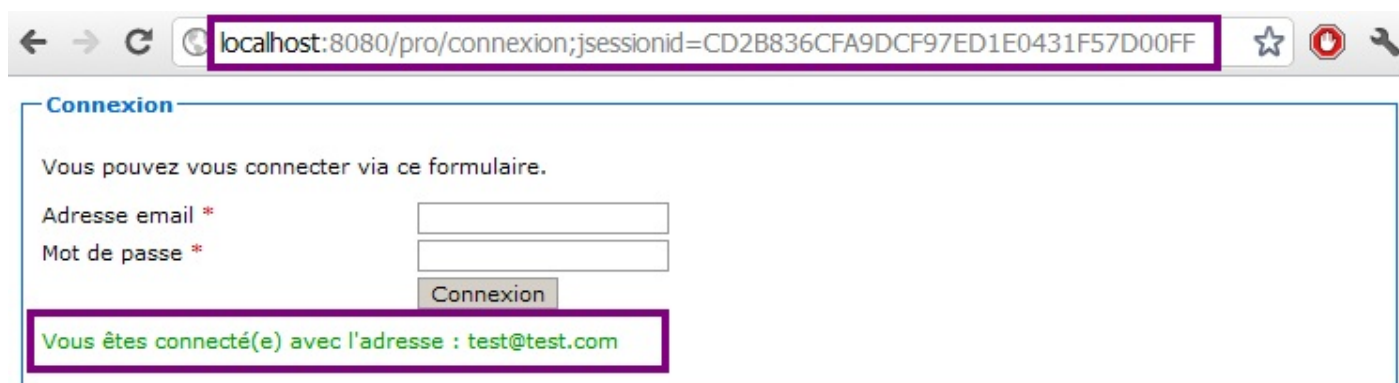 localhost:8080/pro/connexion;jsessionid=CD2B836CFA9DCF97ED1E0431F57D00FF
Connexion
Vous pouvez vous connecter via ce formulaire.
Adresse email *
Mot de passe *
Connexion
Vous êtes connecté(e) avec l'adresse : test@test.com